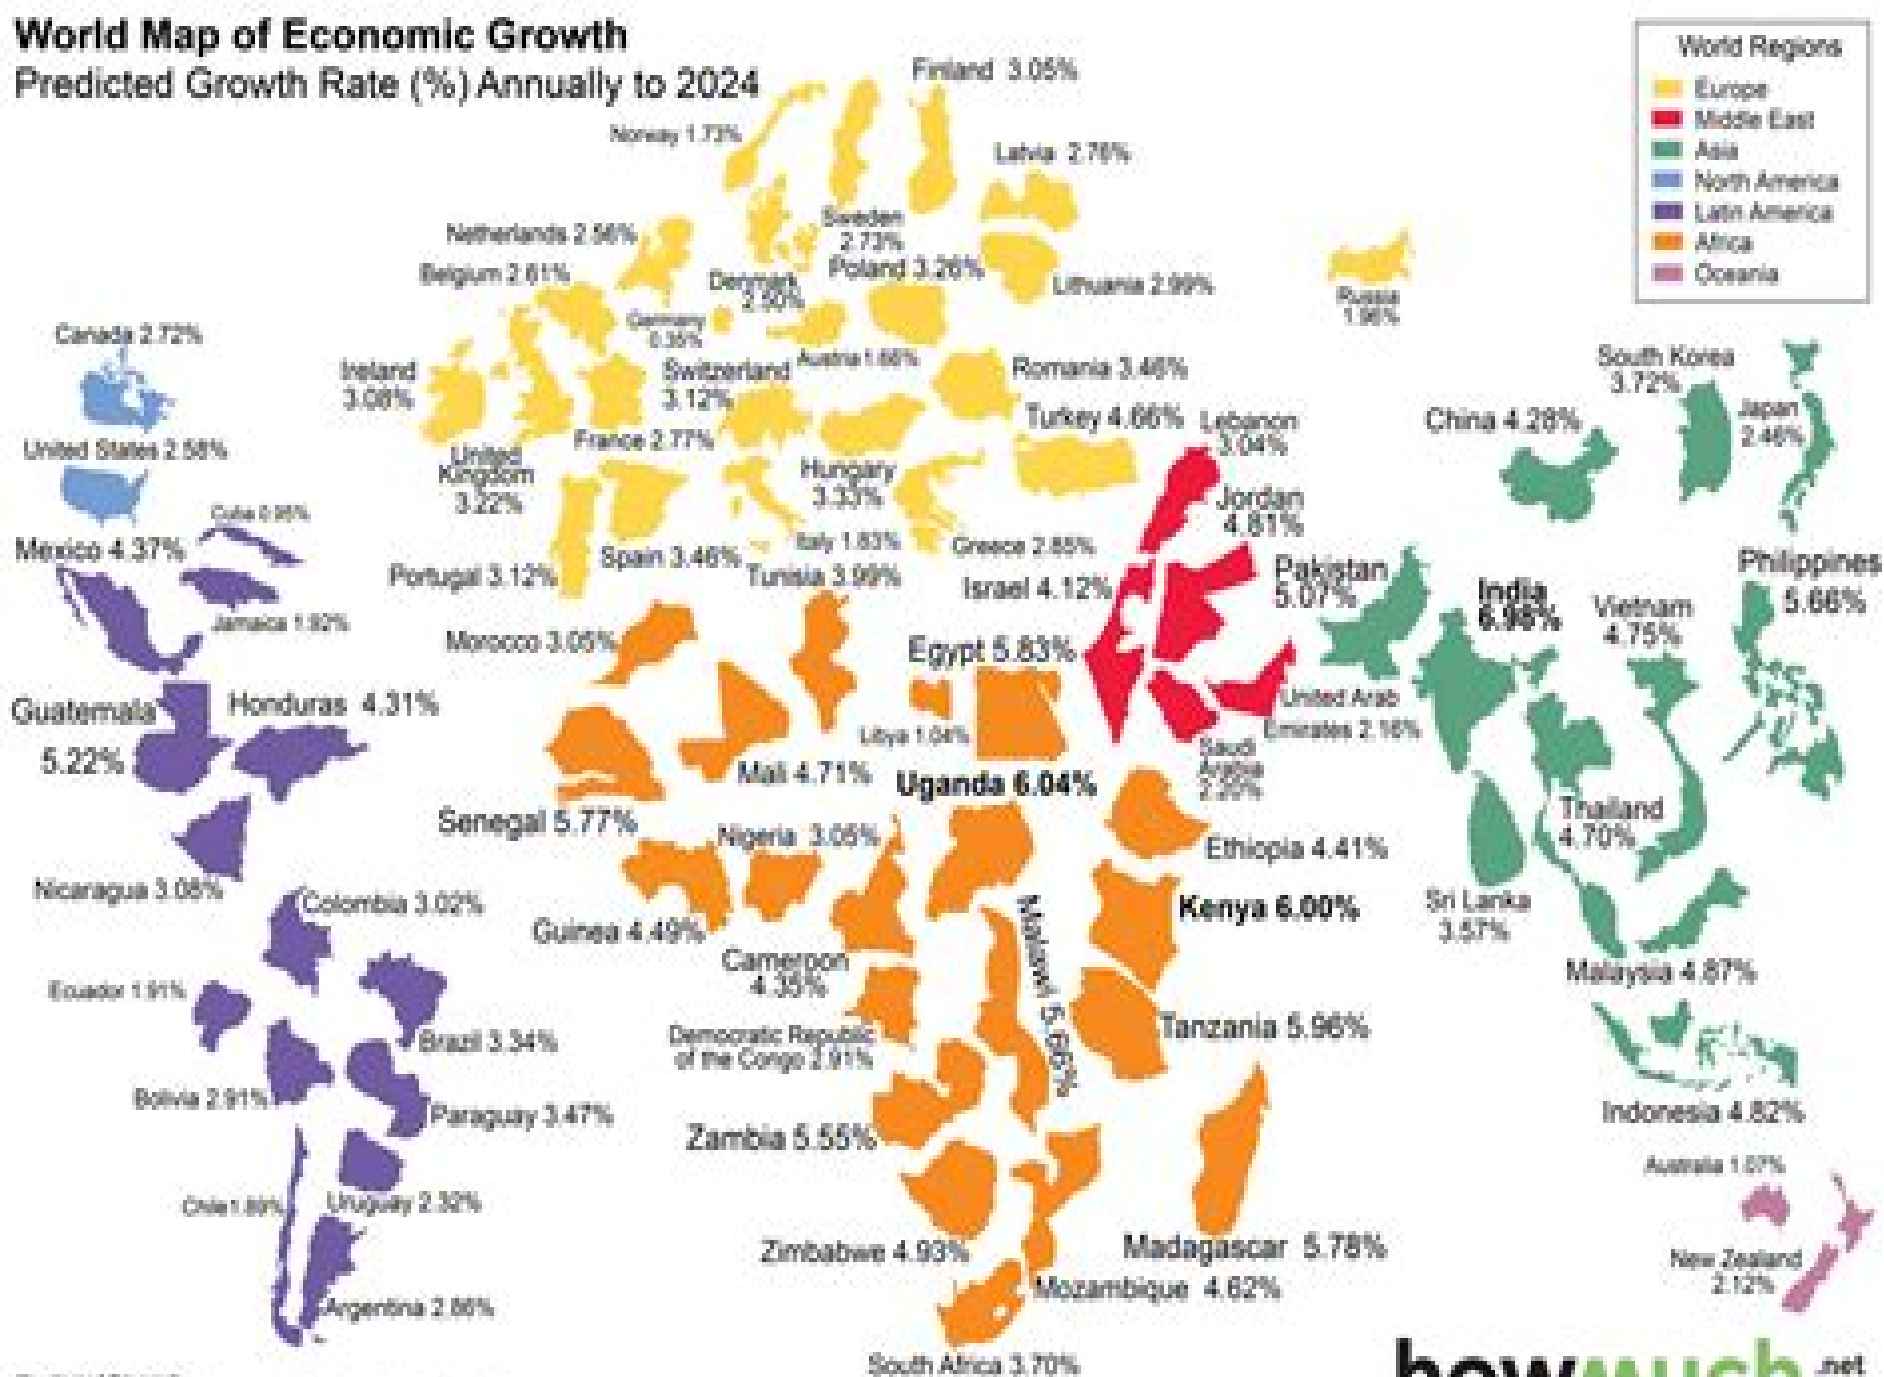 World Map of Economic Growth
Predicted Growth Rate (%) Annually to 2024
World Regions
Europe
Middle East
Asia
North America
Latin America
Africa
Oceania
Finland 3.05%
Norway 1.73%
Latvia 2.76%
Sweden
2.73%
Netherlands 2.56%
Belgium 2.61%
Denmark
2.50%
Poland 3.26%
Lithuania 2.99%
Russia
1.96%
Germany
0.35%
Austria 1.66%
Canada 2.72%
Ireland
3.08%
Switzerland
3.12%
Romania 3.46%
South Korea
3.72%
Japan
2.46%
China 4.28%
Turkey 4.66%
Lebanon
3.04%
United States 2.58%
United
Kingdom
3.22%
France 2.77%
Hungary
3.33%
Jordan
4.81%
Cuba 0.95%
Mexico 4.37%
Portugal 3.12%
Spain 3.46%
Italy 1.83%
Greece 2.85%
Tunisia 3.99%
Israel 4.12%
Pakistan
5.07%
India
6.98%
Vietnam
4.75%
Philippines
5.66%
Jamaica 1.92%
Morocco 3.05%
Egypt 5.83%
Guatemala
5.22%
Honduras 4.31%
Libya 1.04%
United Arab
Emirates 2.16%
Saudi
Arabia
2.20%
Mali 4.71%
Uganda 6.04%
Senegal 5.77%
Nigeria 3.05%
Ethiopia 4.41%
Thailand
4.70%
Nicaragua 3.08%
Colombia 3.02%
Guinea 4.49%
Kenya 6.00%
Sri Lanka
3.57%
Cameroon
4.35%
Malawi 5.66%
Malaysia 4.87%
Ecuador 1.91%
Brazil 3.34%
Democratic Republic
of the Congo 2.91%
Tanzania 5.96%
Bolivia 2.91%
Paraguay 3.47%
Zambia 5.55%
Indonesia 4.82%
Australia 1.07%
Chile 1.89%
Uruguay 2.32%
Zimbabwe 4.93%
Madagascar 5.78%
New Zealand
2.12%
Mozambique 4.62%
Argentina 2.86%
South Africa 3.70%
howmuch.net